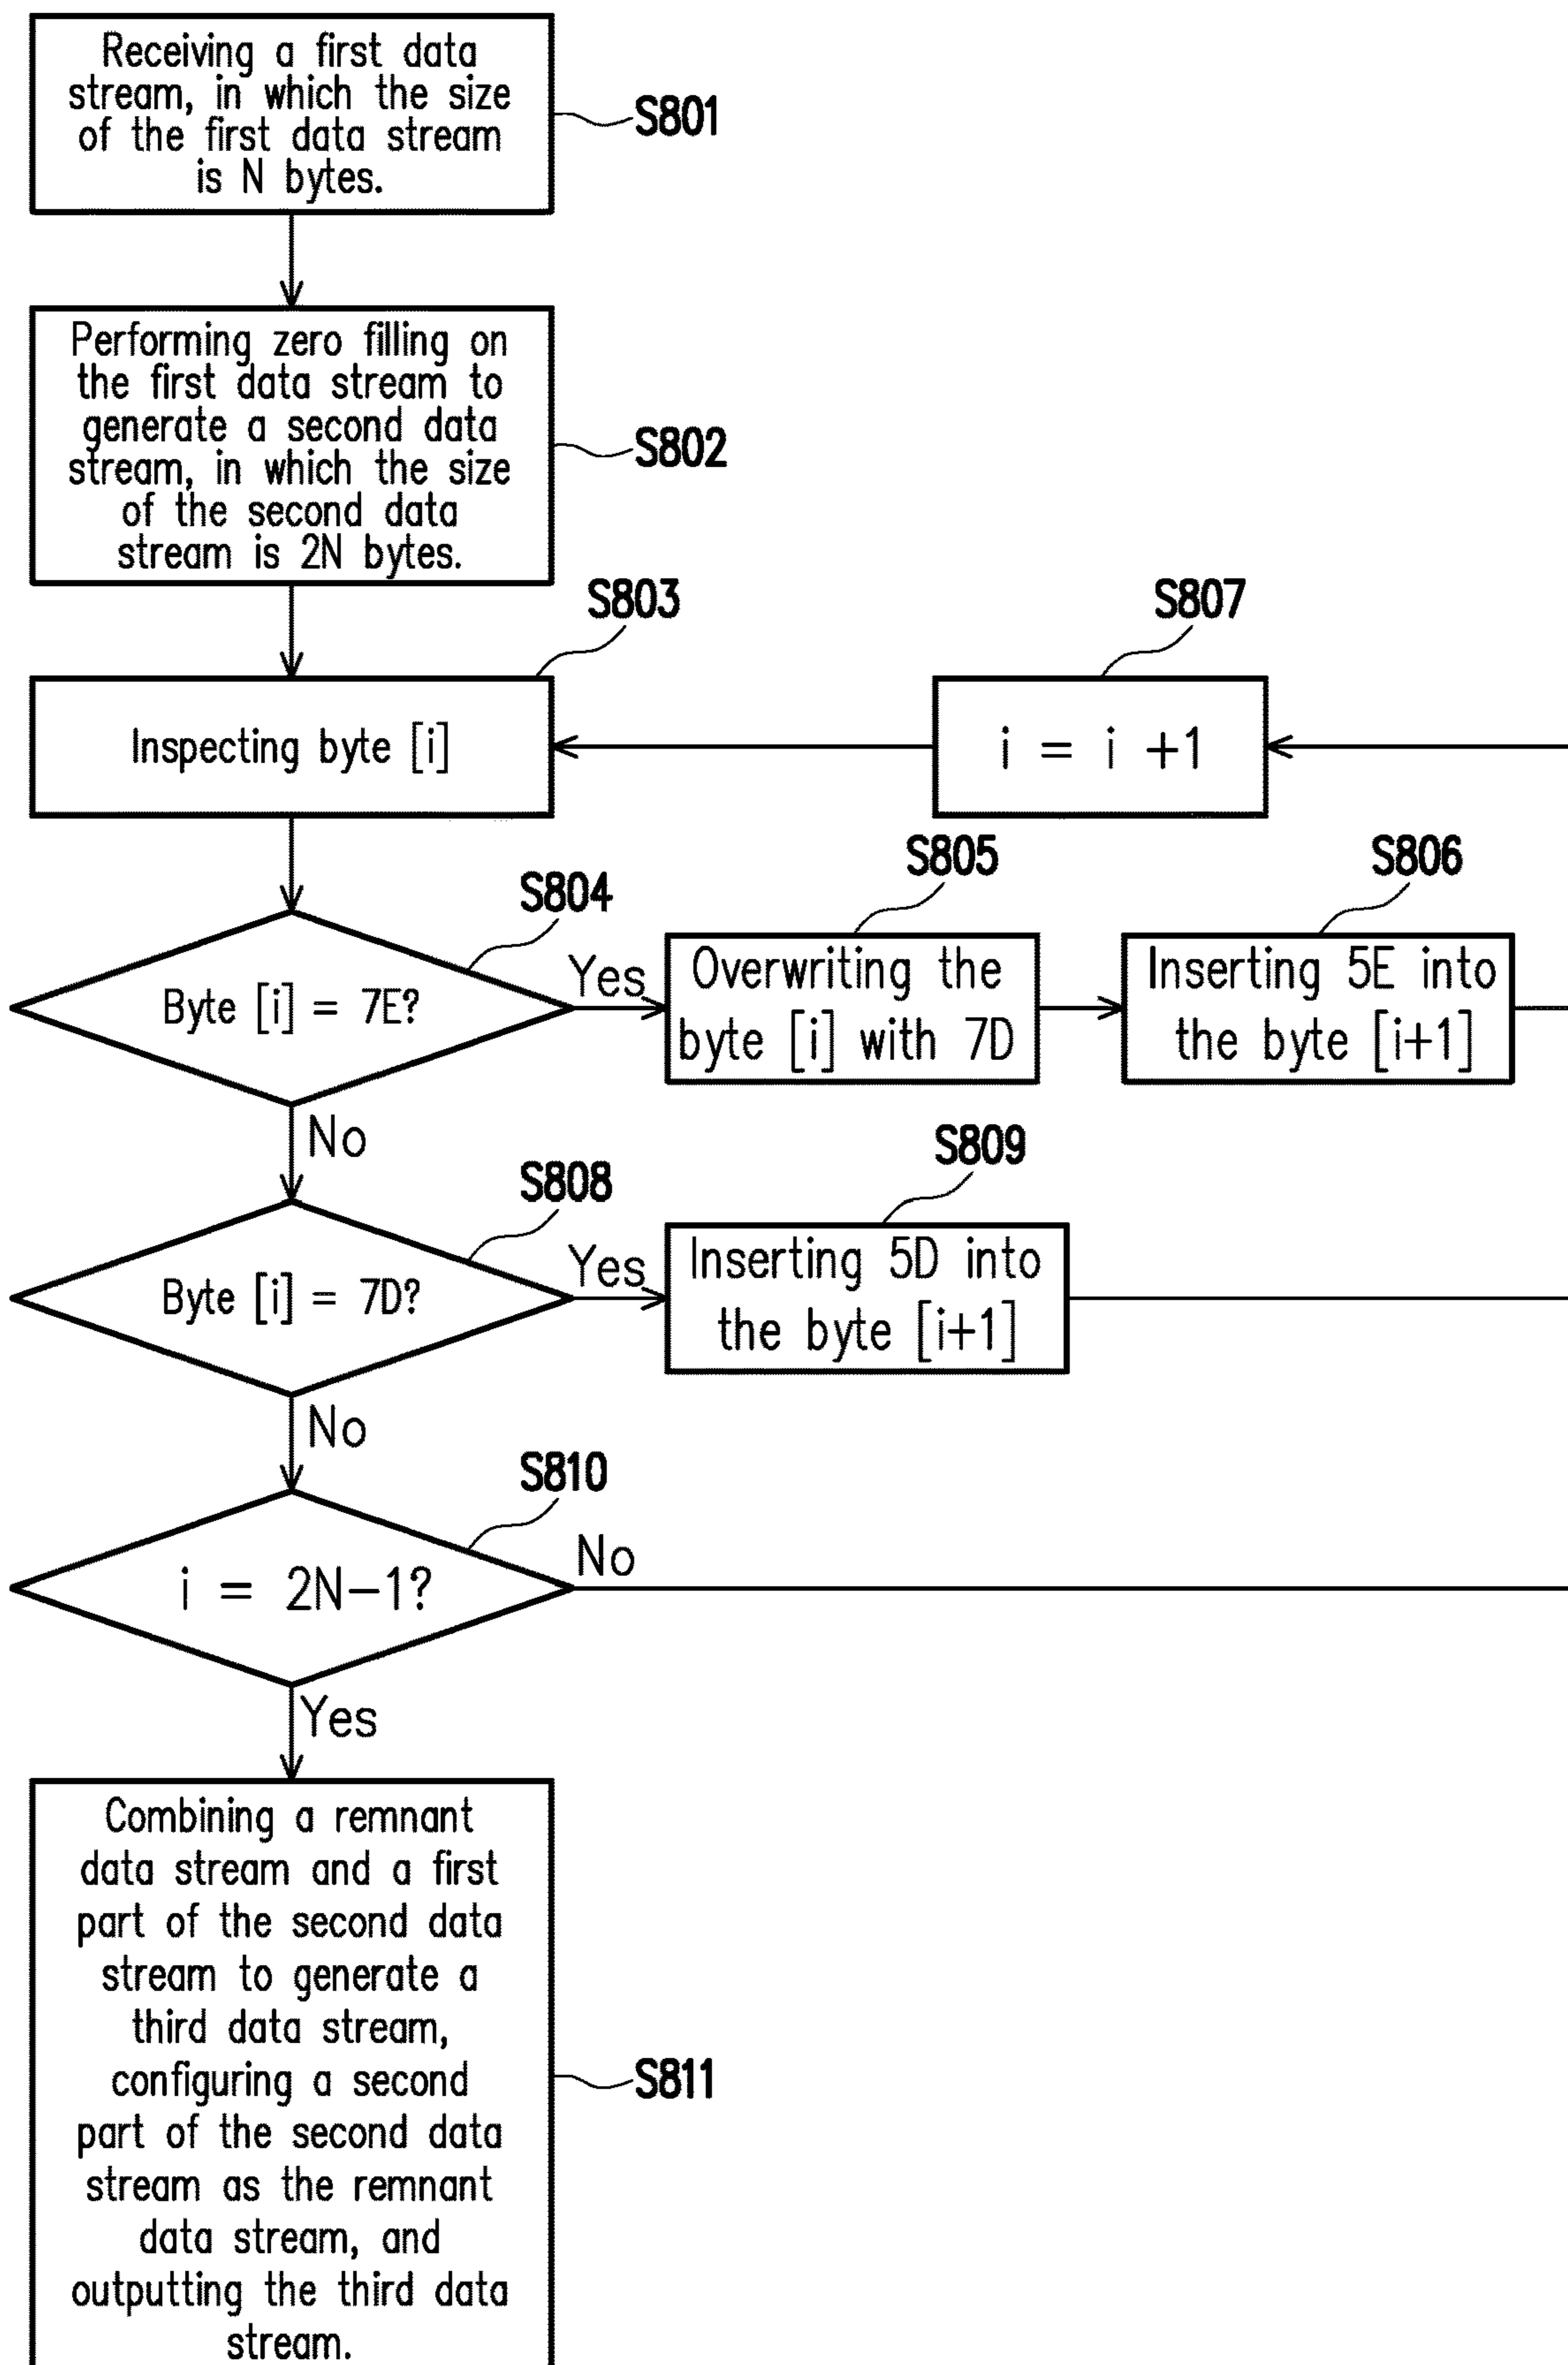 Receiving a first data
stream, in which the size
of the first data stream
is N bytes.
S801
Performing zero filling on
the first data stream to
generate a second data
stream, in which the size
of the second data
stream is 2N bytes.
S802
S803
Inspecting byte [i]
S807
i = i +1
S804
Byte [i] = 7E?
Yes
S805
Overwriting the
byte [i] with 7D
S806
Inserting 5E into
the byte [i+1]
No
S808
Byte [i] = 7D?
Yes
S809
Inserting 5D into
the byte [i+1]
No
S810
i = 2N-1?
No
Yes
Combining a remnant
data stream and a first
part of the second data
stream to generate a
third data stream,
configuring a second
part of the second data
stream as the remnant
data stream, and
outputting the third data
stream.
S811